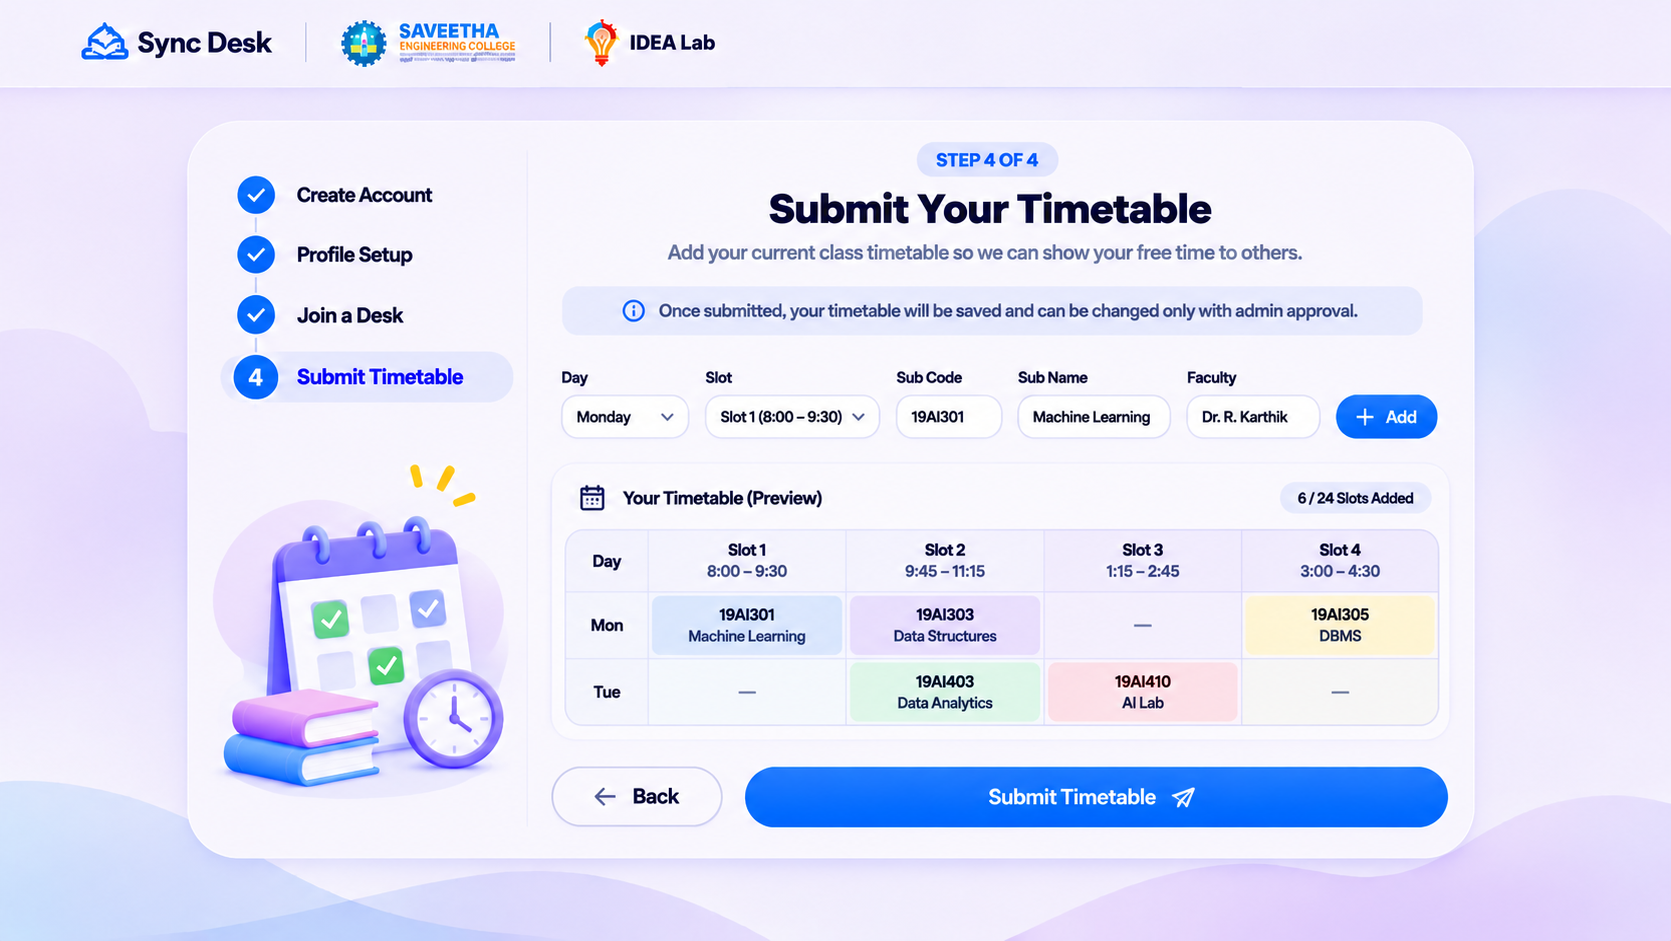 Sync Desk
SAVEETHA
ENGINEERING COLLEGE
IDEA Lab
Create Account
Profile Setup
Join a Desk
4 Submit Timetable
STEP 4 OF 4
Submit Your Timetable
Add your current class timetable so we can show your free time to others.
Once submitted, your timetable will be saved and can be changed only with admin approval.
Day Slot Sub Code Sub Name Faculty
Monday Slot 1 (8:00 – 9:30) 19AI301 Machine Learning Dr. R. Karthik + Add
Your Timetable (Preview) 6 / 24 Slots Added
Day Slot 1 Slot 2 Slot 3 Slot 4
8:00 – 9:30 9:45 – 11:15 1:15 – 2:45 3:00 – 4:30
Mon 19AI301 19AI303 — 19AI305
Machine Learning Data Structures DBMS
Tue — 19AI403 19AI410 —
Data Analytics AI Lab
← Back Submit Timetable